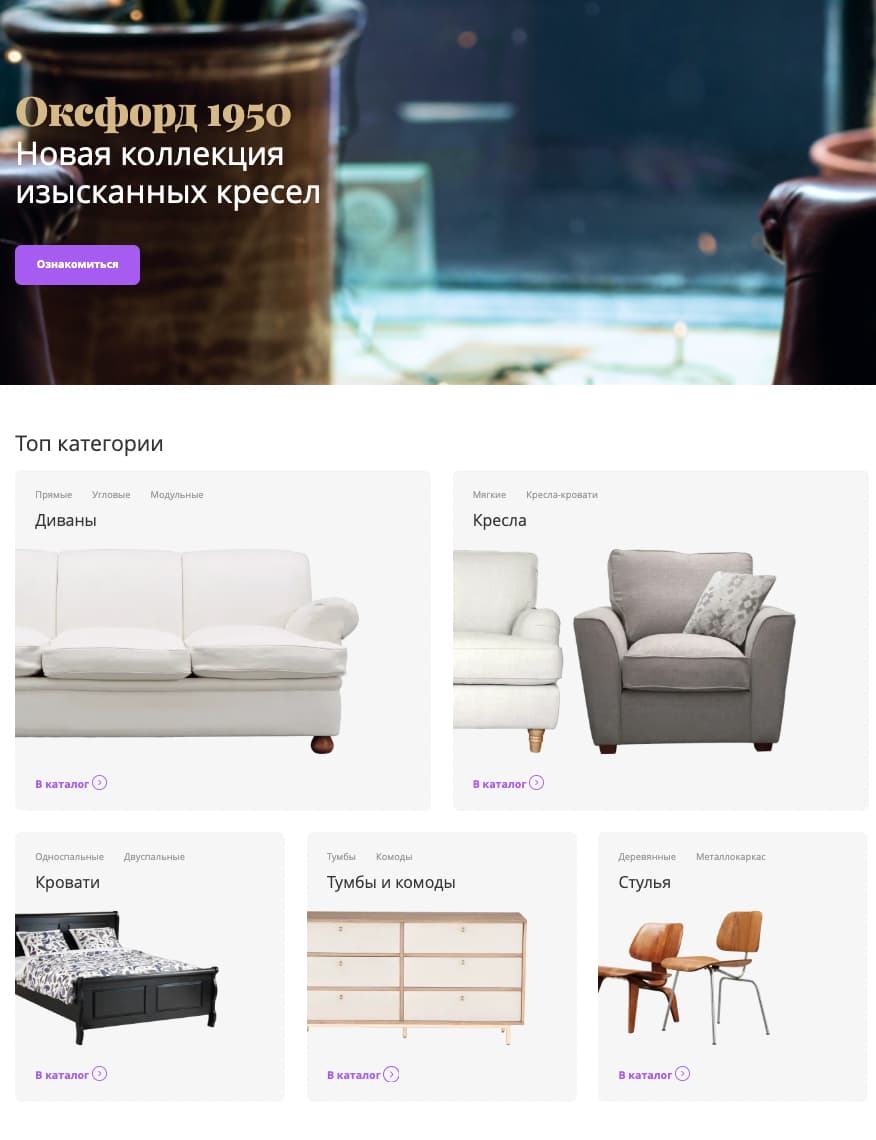 Оксфорд 1950
Новая коллекция
изысканных кресел
Ознакомиться
Топ категории
Прямые Угловые Модульные
Диваны
В каталог
Мягкие Кресла-кровати
Кресла
В каталог
Односпальные Двуспальные
Кровати
В каталог
Тумбы Комоды
Тумбы и комоды
В каталог
Деревянные Металлокаркас
Стулья
В каталог